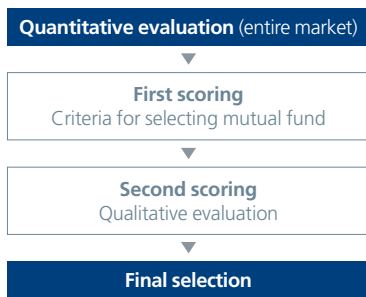 Quantitative evaluation (entire market)
First scoring
Criteria for selecting mutual fund
Second scoring
Qualitative evaluation
Final selection